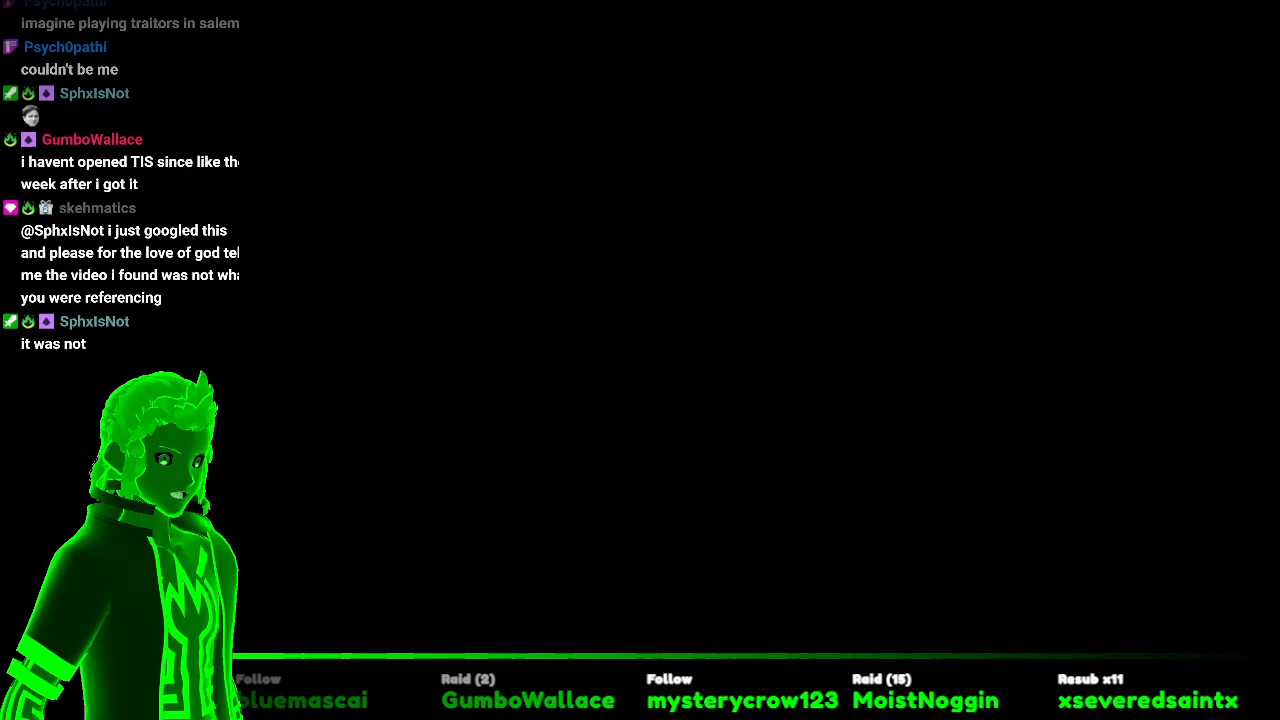 Psych0pathi
imagine playing traitors in salem
Psych0pathi
couldn't be me
SphxIsNot
GumboWallace
i havent opened TIS since like
week after i got it
skehmatics
@SphxIsNot i just googled this
and please for the love of god
me the video i found was not
you were referencing
SphxIsNot
it was not
Follow
bluemascai
Raid (2)
GumboWallace
Follow
mysterycrow123
Raid (15)
MoistNoggin
Resub x11
xseveredsaintx